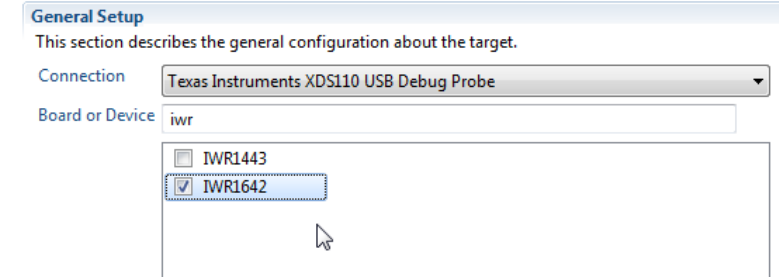 General Setup
This section describes the general configuration about the target.
Connection Texas Instruments XDS110 USB Debug Probe
Board or Device iwr
IWR1443
IWR1642